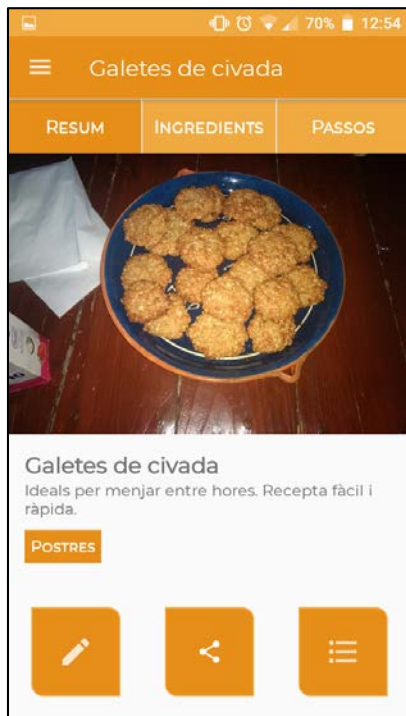 70% 12:54
Galetes de civada
RESUM INGREDIENTS PASSOS
Galetes de civada
Ideals per menjar entre hores. Recepta fàcil i
ràpida.
POSTRES